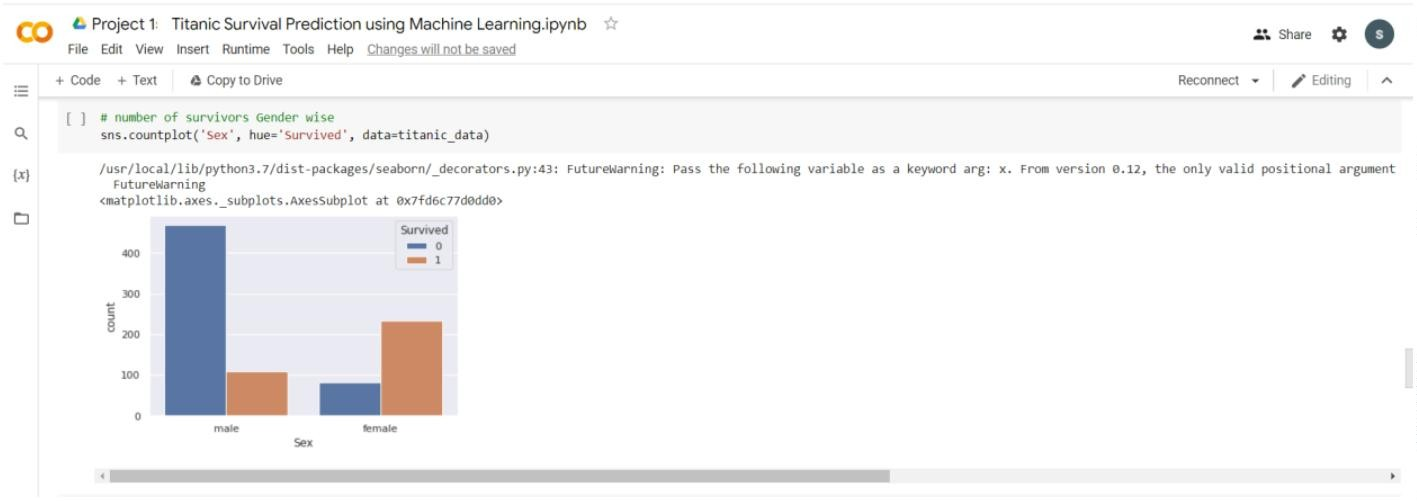 Project 1: Titanic Survival Prediction using Machine Learning.ipynb
File Edit View Insert Runtime Tools Help Changes will not be saved
Share
S
+ Code + Text Copy to Drive
Reconnect Editing
[ ] # number of survivors Gender wise
sns.countplot('Sex', hue='Survived', data=titanic_data)
{x}
/usr/local/lib/python3.7/dist-packages/seaborn/_decorators.py:43: FutureWarning: Pass the following variable as a keyword arg: x. From version 0.12, the only valid positional argument
FutureWarning
<matplotlib.axes._subplots.AxesSubplot at 0x7fd6c77d0dd0>
Survived
0
1
400
300
200
100
0
count
male female
Sex